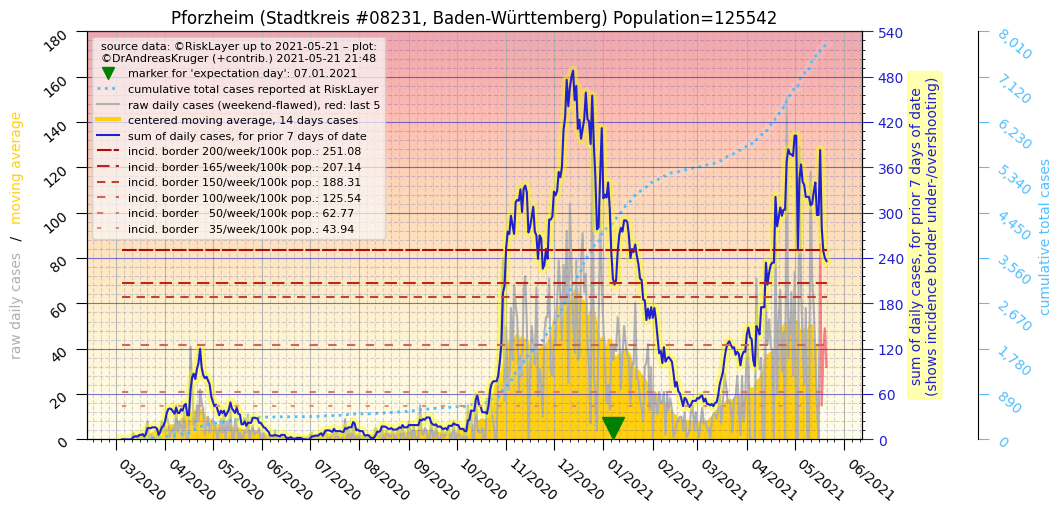 Pforzheim (Stadtkreis #08231, Baden-Württemberg) Population=125542
source data: ©RiskLayer up to 2021-05-21 – plot:
©DrAndreasKruger (+contrib.) 2021-05-21 21:48
marker for 'expectation day': 07.01.2021
cumulative total cases reported at RiskLayer
raw daily cases (weekend-flawed), red: last 5
centered moving average, 14 days cases
sum of daily cases, for prior 7 days of date
incid. border 200/week/100k pop.: 251.08
incid. border 165/week/100k pop.: 207.14
incid. border 150/week/100k pop.: 188.31
incid. border 100/week/100k pop.: 125.54
incid. border   50/week/100k pop.: 62.77
incid. border   35/week/100k pop.: 43.94
raw daily cases / moving average
180
160
140
120
100
80
60
40
20
0
03/2020
04/2020
05/2020
06/2020
07/2020
08/2020
09/2020
10/2020
11/2020
12/2020
01/2021
02/2021
03/2021
04/2021
05/2021
06/2021
540
480
420
360
300
240
180
120
60
0
sum of daily cases, for prior 7 days of date
(shows incidence border under-/overshooting)
8,010
7,120
6,230
5,340
4,450
3,560
2,670
1,780
890
0
cumulative total cases